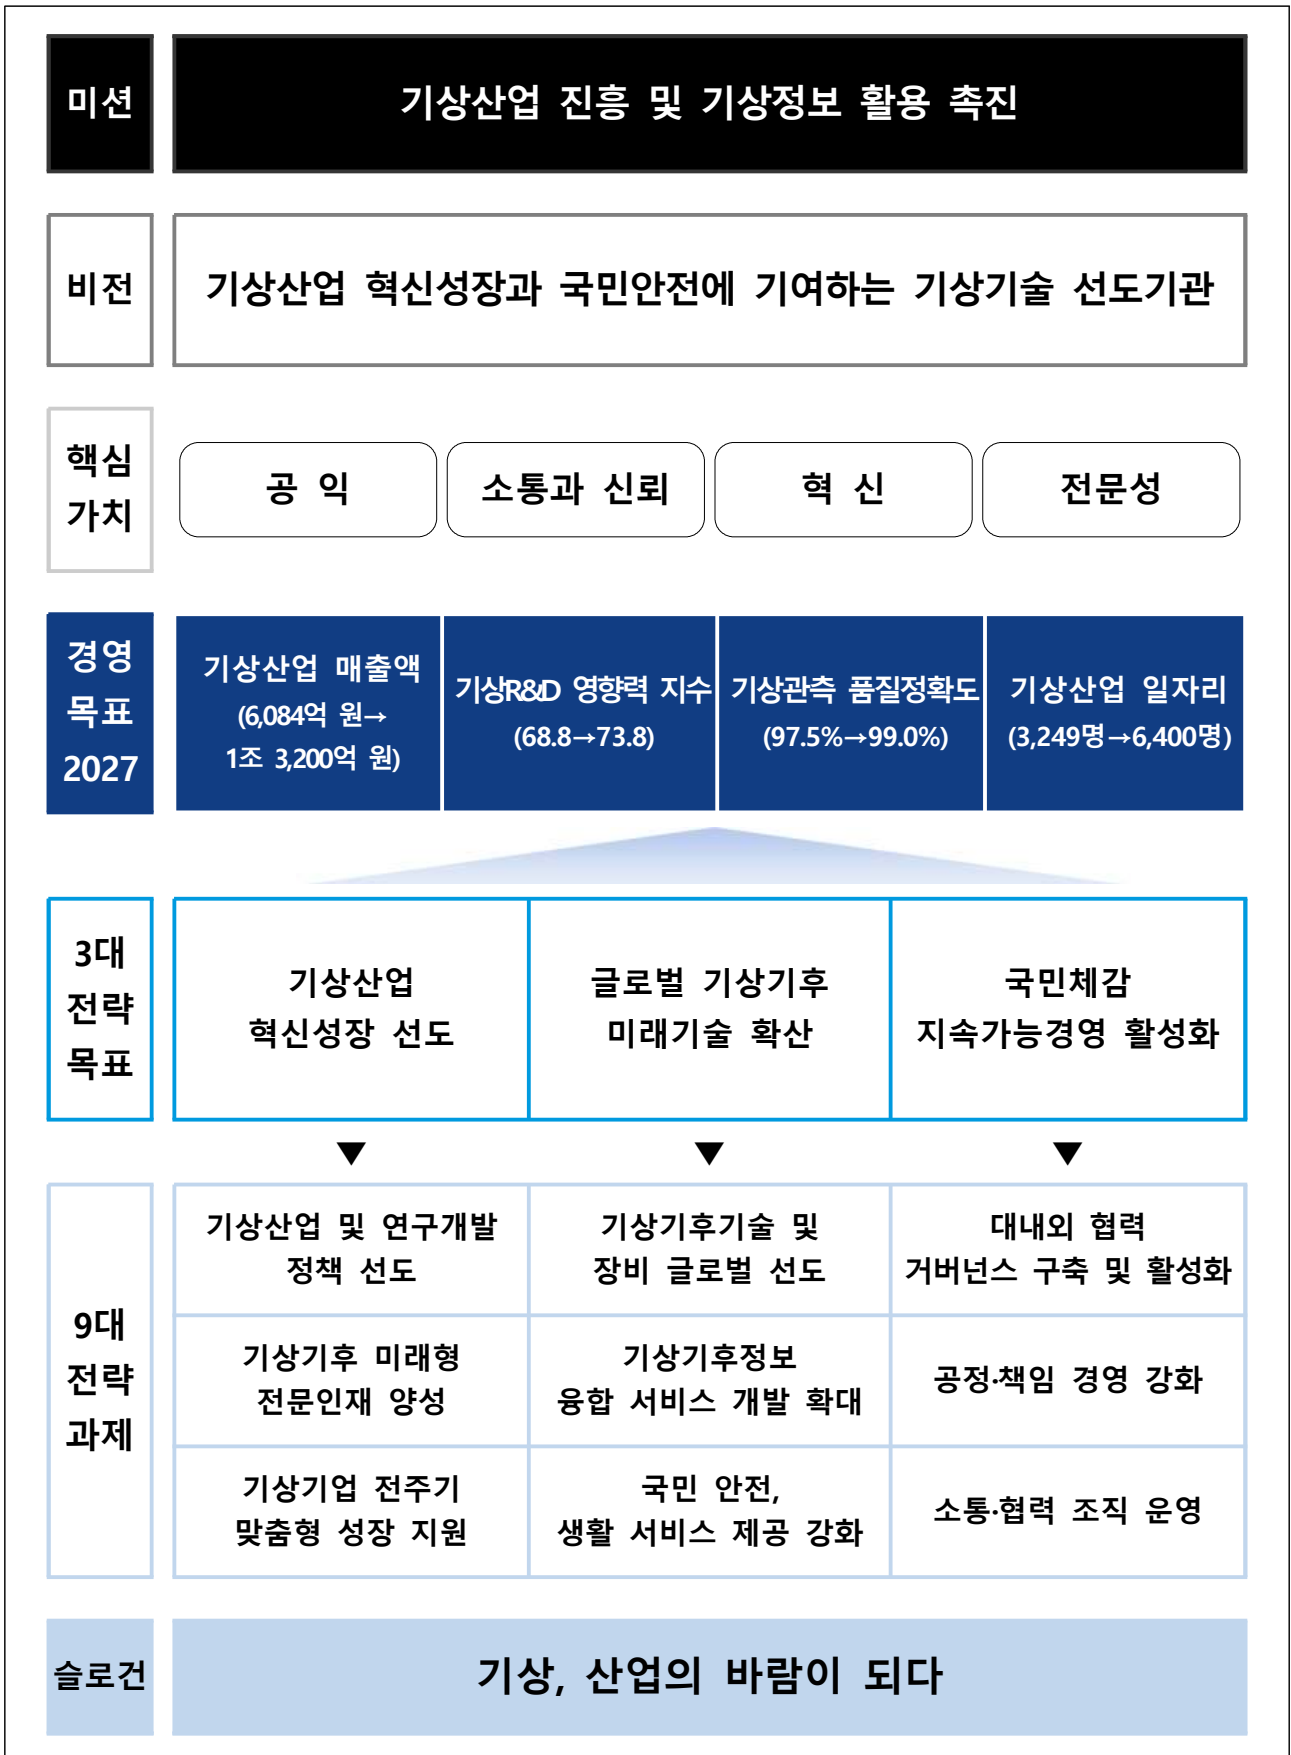 미션
기상산업 진흥 및 기상정보 활용 촉진
비전
기상산업 혁신성장과 국민안전에 기여하는 기상기술 선도기관
핵심
가치
공 익
소통과 신뢰
혁 신
전문성
경영
목표
2027
기상산업 매출액
(6,084억 원→
1조 3,200억 원)
기상R&D 영향력 지수
(68.8→73.8)
기상관측 품질정확도
(97.5%→99.0%)
기상산업 일자리
(3,249명→6,400명)
3대
전략
목표
기상산업
혁신성장 선도
글로벌 기상기후
미래기술 확산
국민체감
지속가능경영 활성화
▼
▼
▼
9대
전략
과제
기상산업 및 연구개발
정책 선도
기상기후기술 및
장비 글로벌 선도
대내외 협력
거버넌스 구축 및 활성화
기상기후 미래형
전문인재 양성
기상기후정보
융합 서비스 개발 확대
공정·책임 경영 강화
기상기업 전주기
맞춤형 성장 지원
국민 안전,
생활 서비스 제공 강화
소통·협력 조직 운영
슬로건
기상, 산업의 바람이 되다